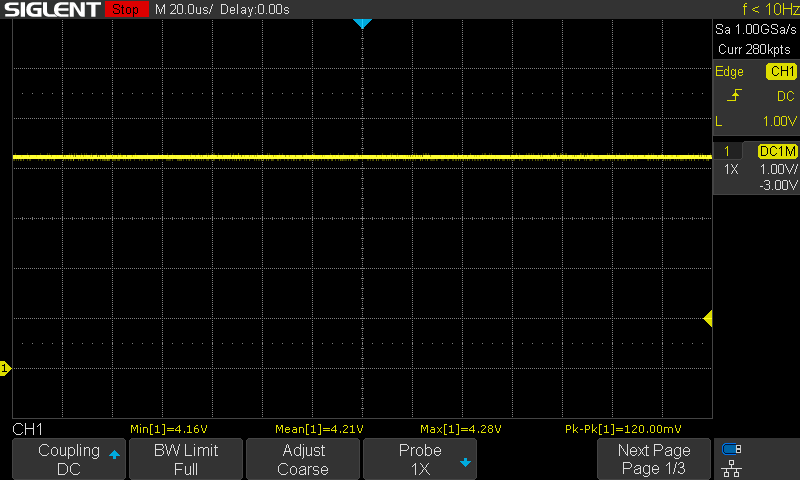 SIGLENT Stop M 20.0us/ Delay:0.00s f < 10Hz
Sa 1.00GSa/s
Curr 280kpts
Edge CH1
DC
L 1.00V
1 DC1M
1X 1.00V/
-3.00V
1
CH1 Min[1]=4.16V Mean[1]=4.21V Max[1]=4.28V Pk-Pk[1]=120.00mV
Coupling BW Limit Adjust Probe Next Page
DC Full Coarse 1X Page 1/3